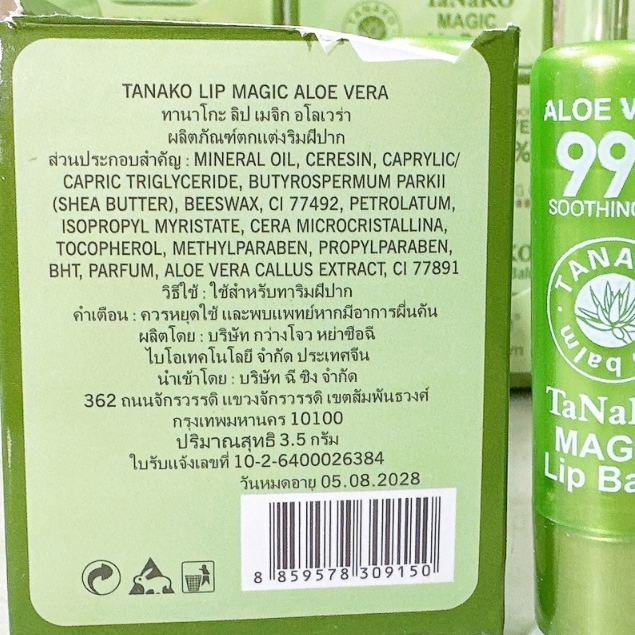 TANAKO
TaNaKO
MAGIC
TANAKO LIP MAGIC ALOE VERA
ทานาโกะ ลิป เมจิก อโลเวร่า
ผลิตภัณฑ์ตกแต่งริมฝีปาก
ส่วนประกอบสำคัญ : MINERAL OIL, CERESIN, CAPRYLIC/
CAPRIC TRIGLYCERIDE, BUTYROSPERMUM PARKII
(SHEA BUTTER), BEESWAX, CI 77492, PETROLATUM,
ISOPROPYL MYRISTATE, CERA MICROCRISTALLINA,
TOCOPHEROL, METHYLPARABEN, PROPYLPARABEN,
BHT, PARFUM, ALOE VERA CALLUS EXTRACT, CI 77891
วิธีใช้ : ใช้สำหรับทาริมฝีปาก
คำเตือน : ควรหยุดใช้ และพบแพทย์หากมีอาการผื่นคัน
ผลิตโดย : บริษัท กว่างโจว หย่าซือฉี
ไบโอเทคโนโลยี จำกัด ประเทศจีน
นำเข้าโดย : บริษัท ฉี ซิง จำกัด
362 ถนนจักรวรรดิ แขวงจักรวรรดิ เขตสัมพันธวงศ์
กรุงเทพมหานคร 10100
ปริมาณสุทธิ 3.5 กรัม
ใบรับแจ้งเลขที่ 10-2-6400026384
วันหมดอายุ 05.08.2028
8 859578 309150
ALOE V
99
SOOTHING
TANA
balm
TaNaK
MAG
Lip Ba